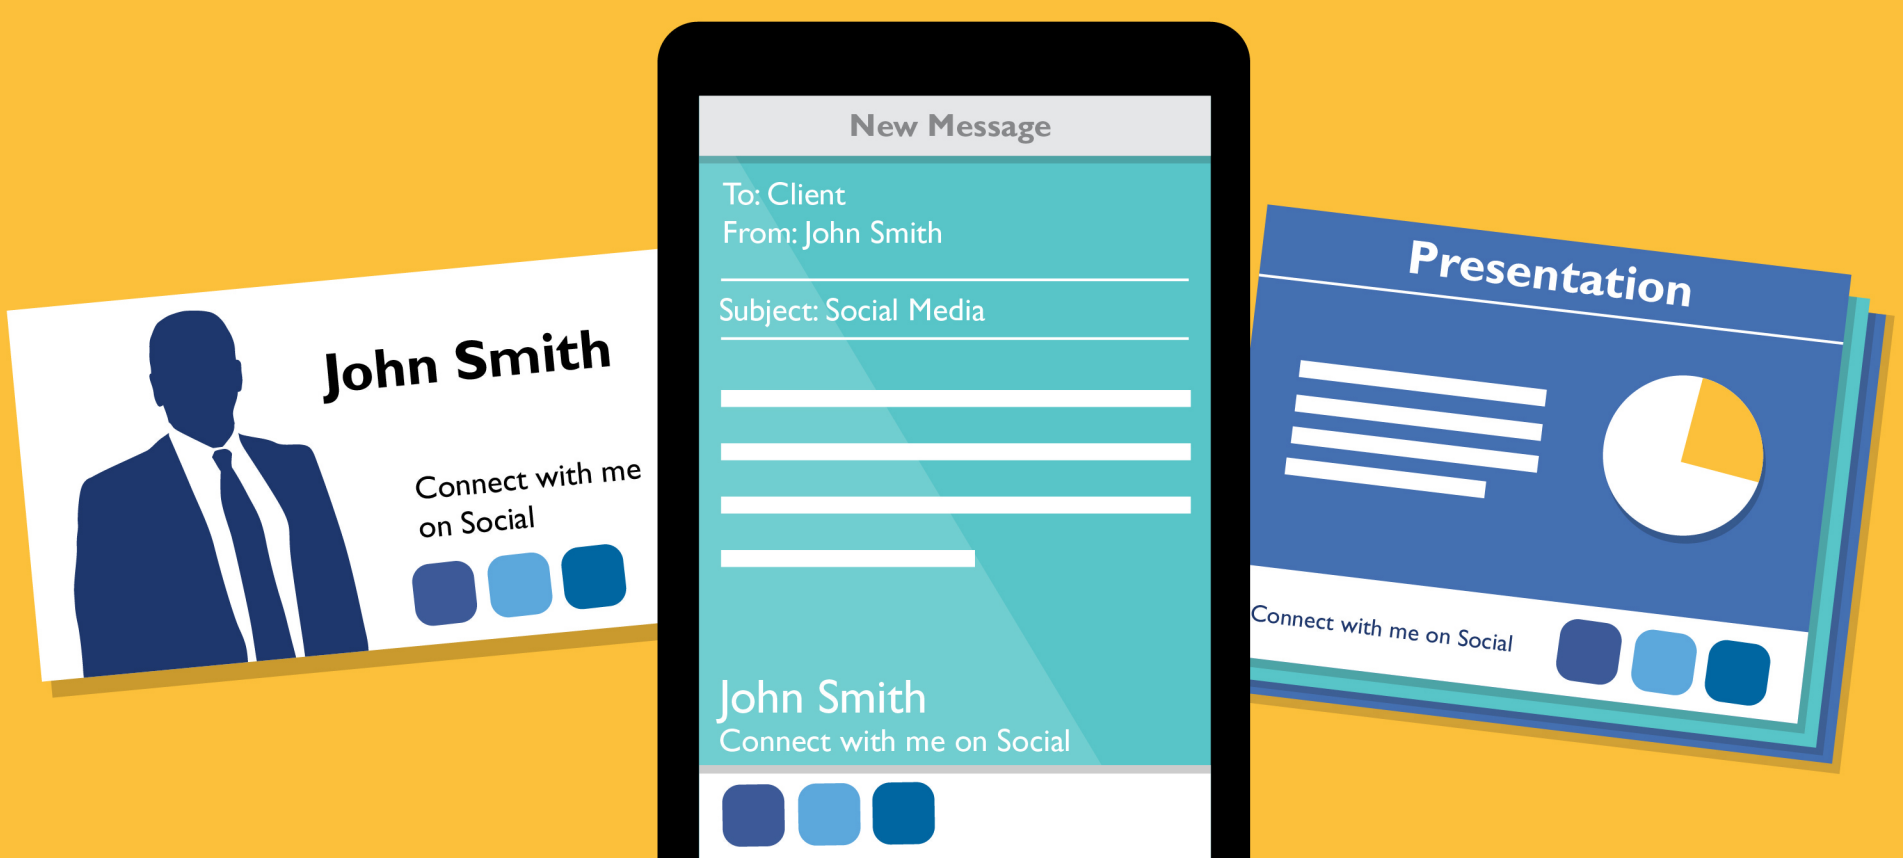 John Smith
Connect with me
on Social
New Message
To: Client
From: John Smith
Subject: Social Media
John Smith
Connect with me on Social
Presentation
Connect with me on Social